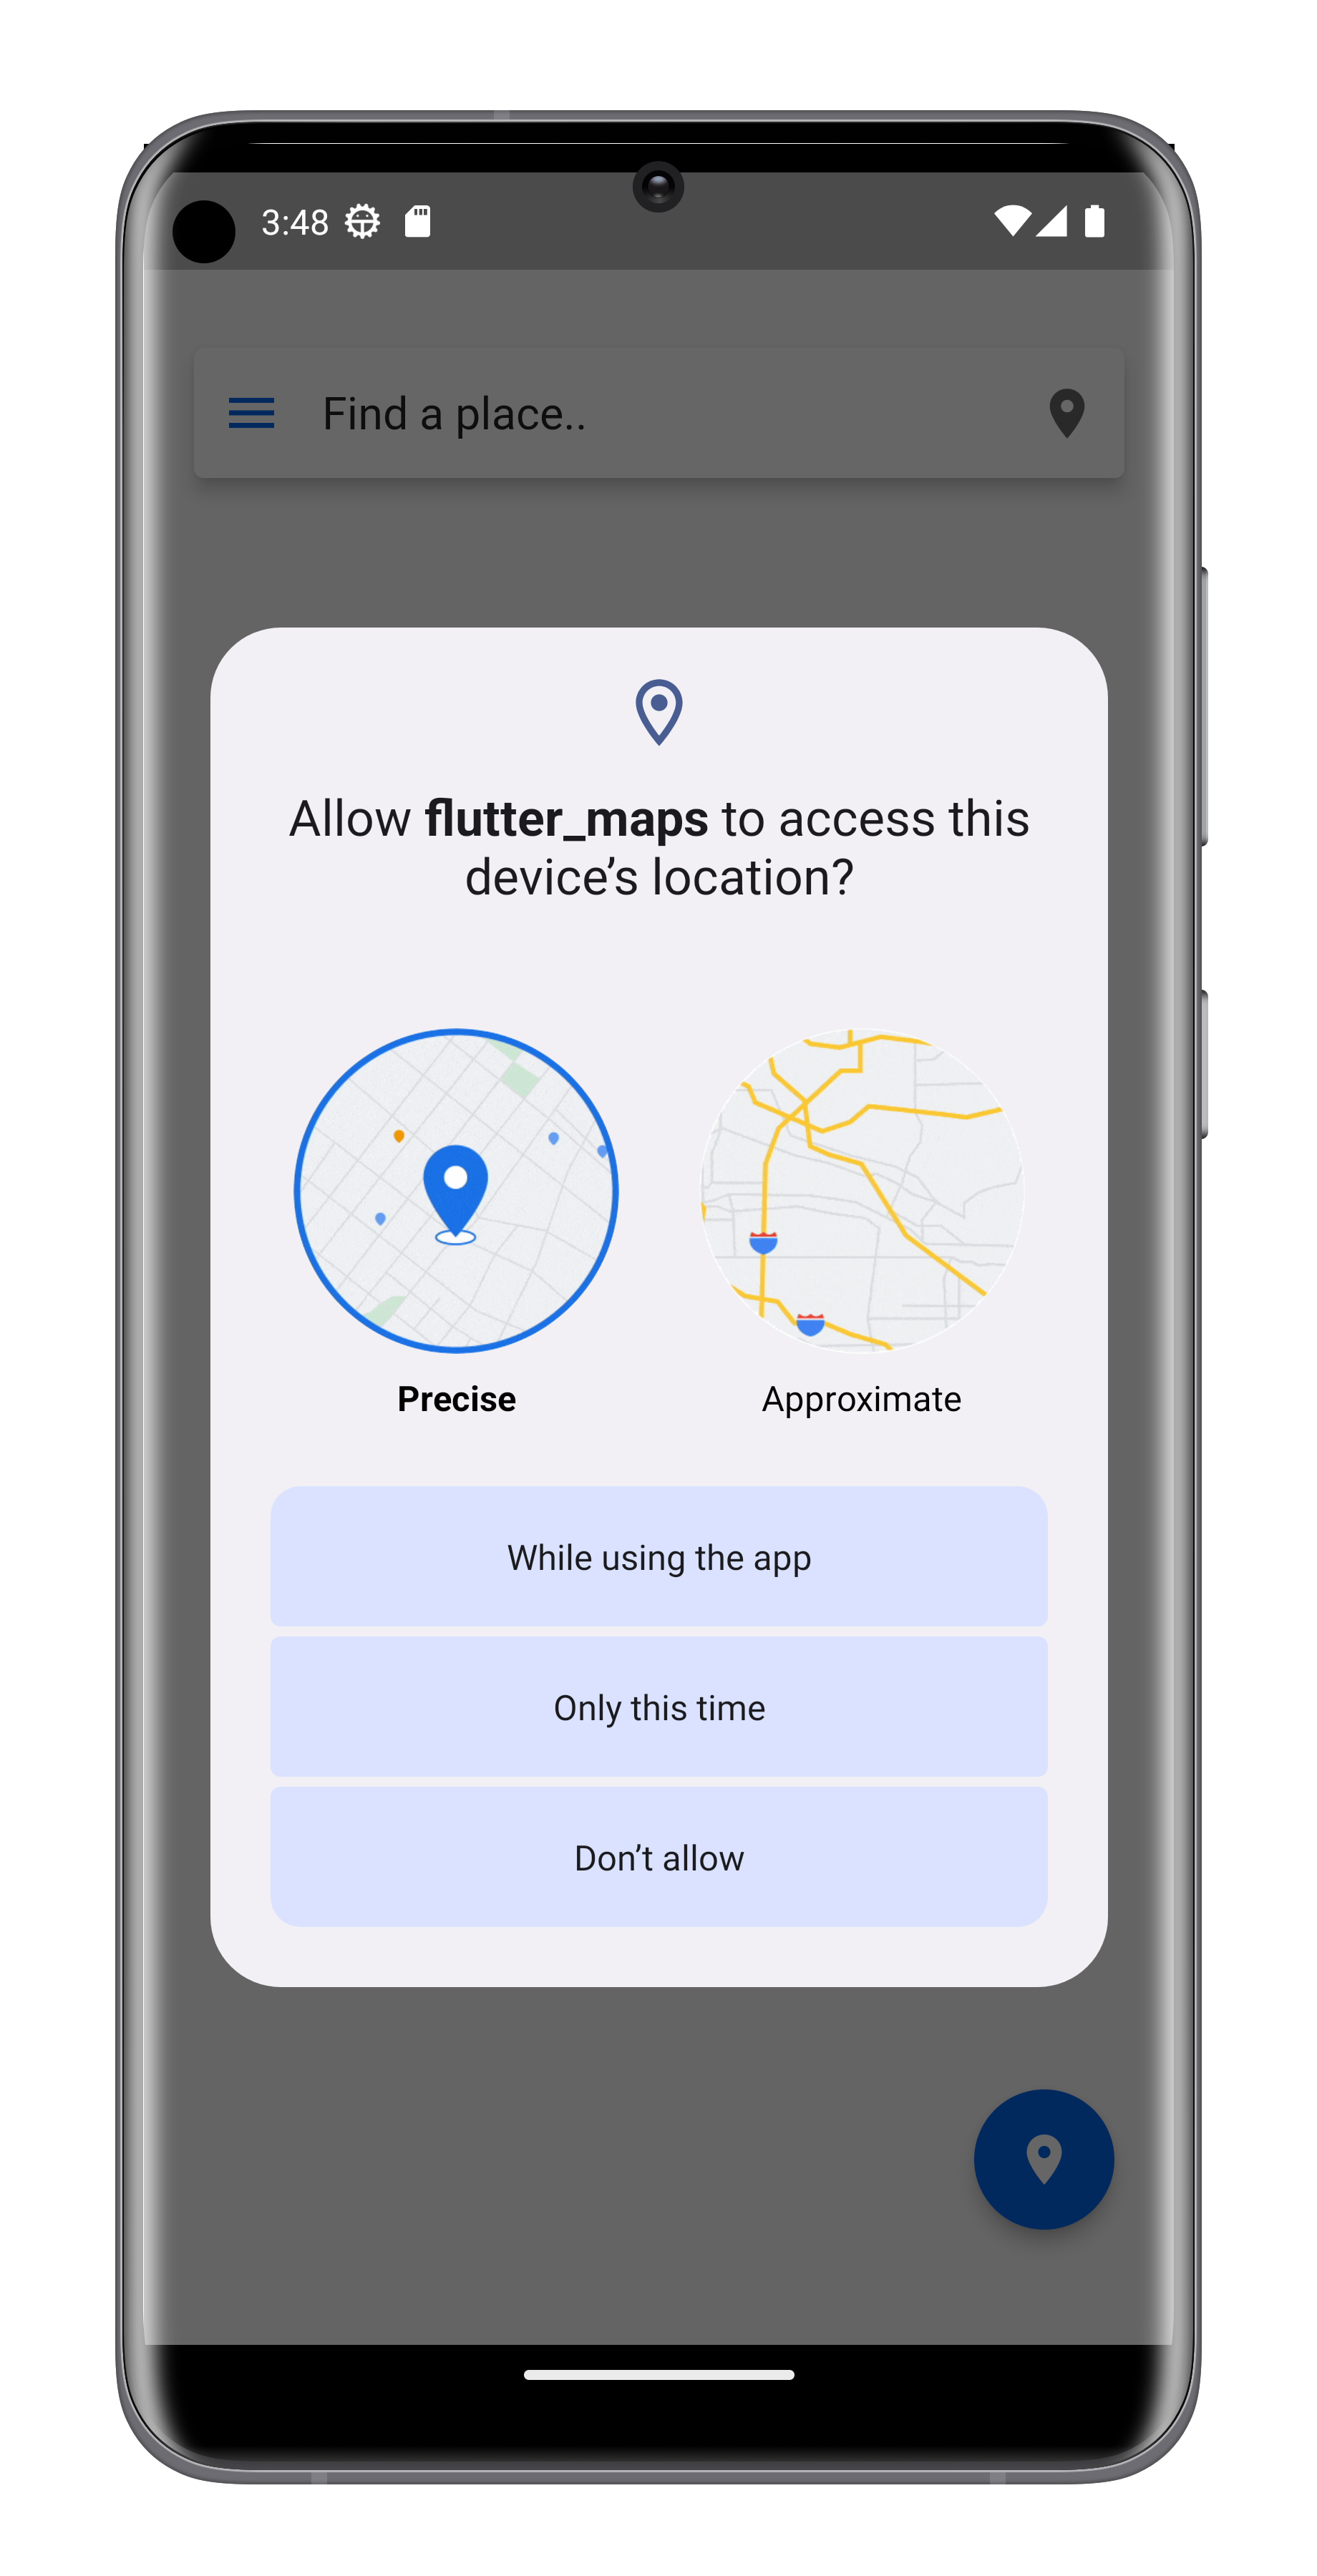 3:48
Find a place..
Allow flutter_maps to access this
device’s location?
Precise
Approximate
While using the app
Only this time
Don’t allow